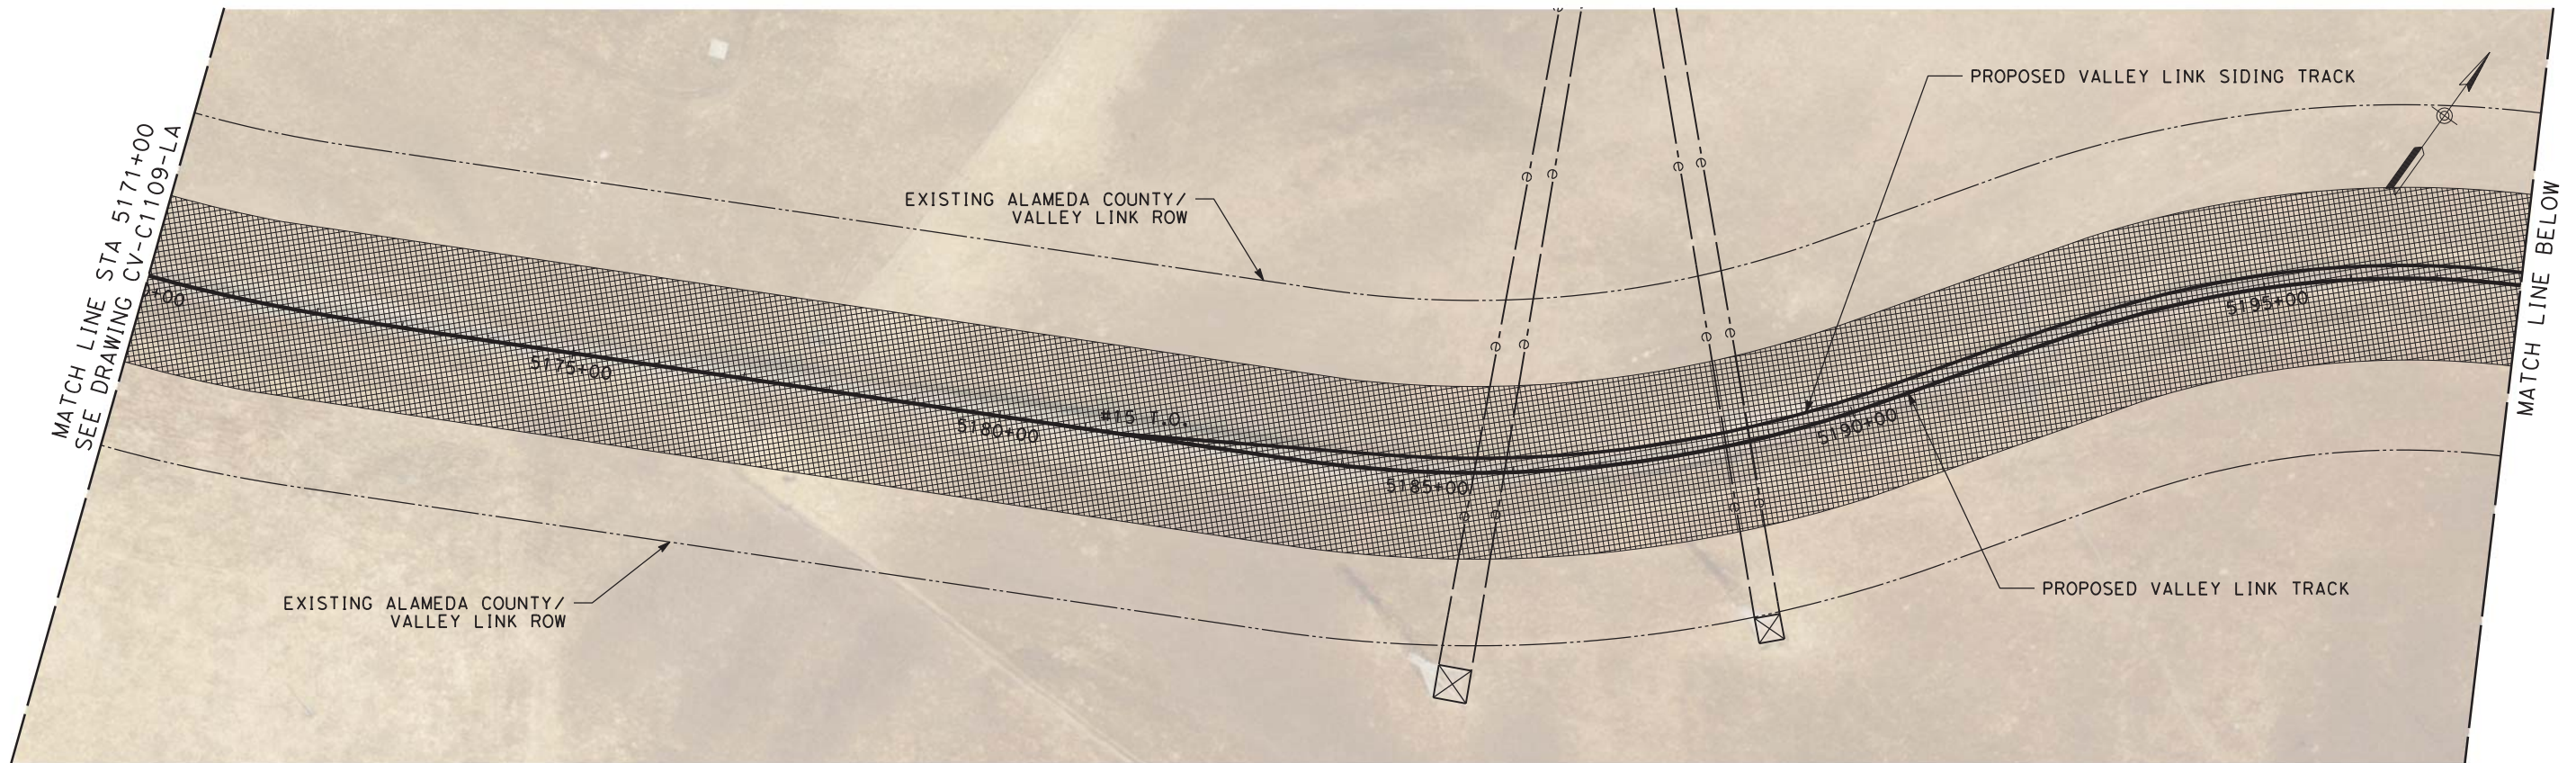 MATCH LINE STA 5171+00
SEE DRAWING CV-C1109-LA
PROPOSED VALLEY LINK SIDING TRACK
EXISTING ALAMEDA COUNTY/
VALLEY LINK ROW
+00
5175+00
#15 T.O.
5180+00
5185+00
5190+00
5195+00
e
e
e
e
e
e
e
e
e
e
e
e
e
EXISTING ALAMEDA COUNTY/
VALLEY LINK ROW
PROPOSED VALLEY LINK TRACK
MATCH LINE BELOW